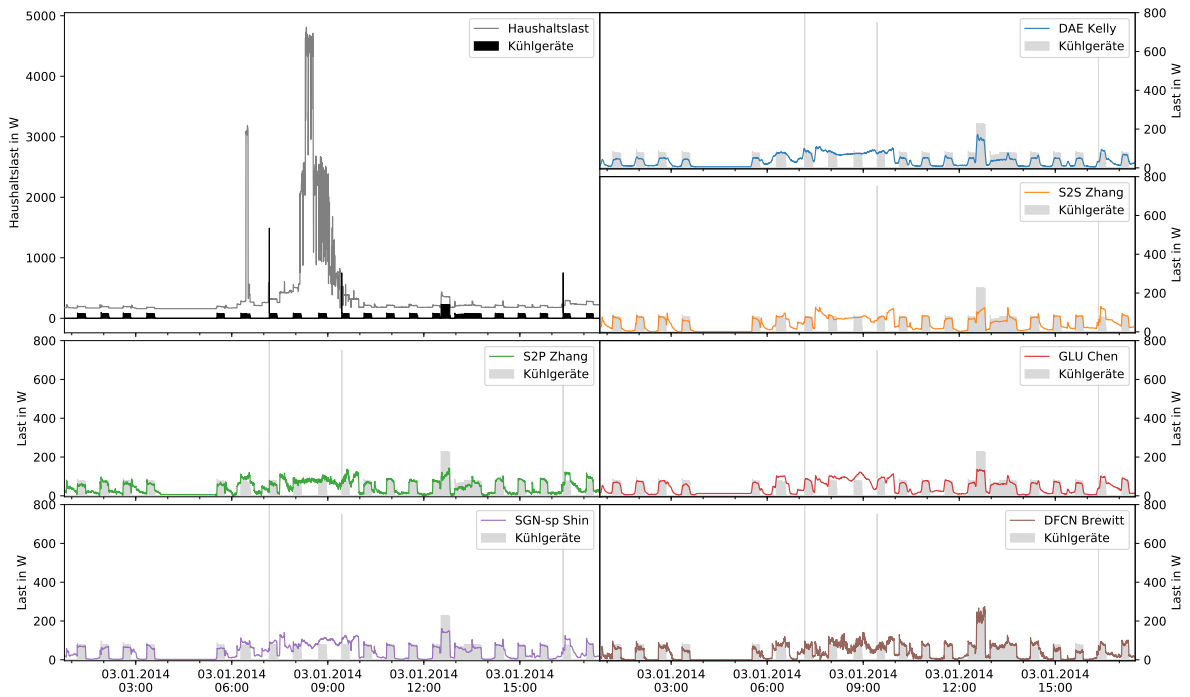 Haushaltslast
Kühlgeräte
5000
4000
3000
2000
1000
0
Haushaltslast in W
DAE Kelly
Kühlgeräte
800
600
400
200
0
Last in W
S2S Zhang
Kühlgeräte
800
600
400
200
0
Last in W
S2P Zhang
Kühlgeräte
800
600
400
200
0
Last in W
GLU Chen
Kühlgeräte
800
600
400
200
0
Last in W
SGN-sp Shin
Kühlgeräte
800
600
400
200
0
Last in W
03.01.2014
03:00
03.01.2014
06:00
03.01.2014
09:00
03.01.2014
12:00
03.01.2014
15:00
DFCN Brewitt
Kühlgeräte
800
600
400
200
0
Last in W
03.01.2014
03:00
03.01.2014
06:00
03.01.2014
09:00
03.01.2014
12:00
03.01.2014
15:00